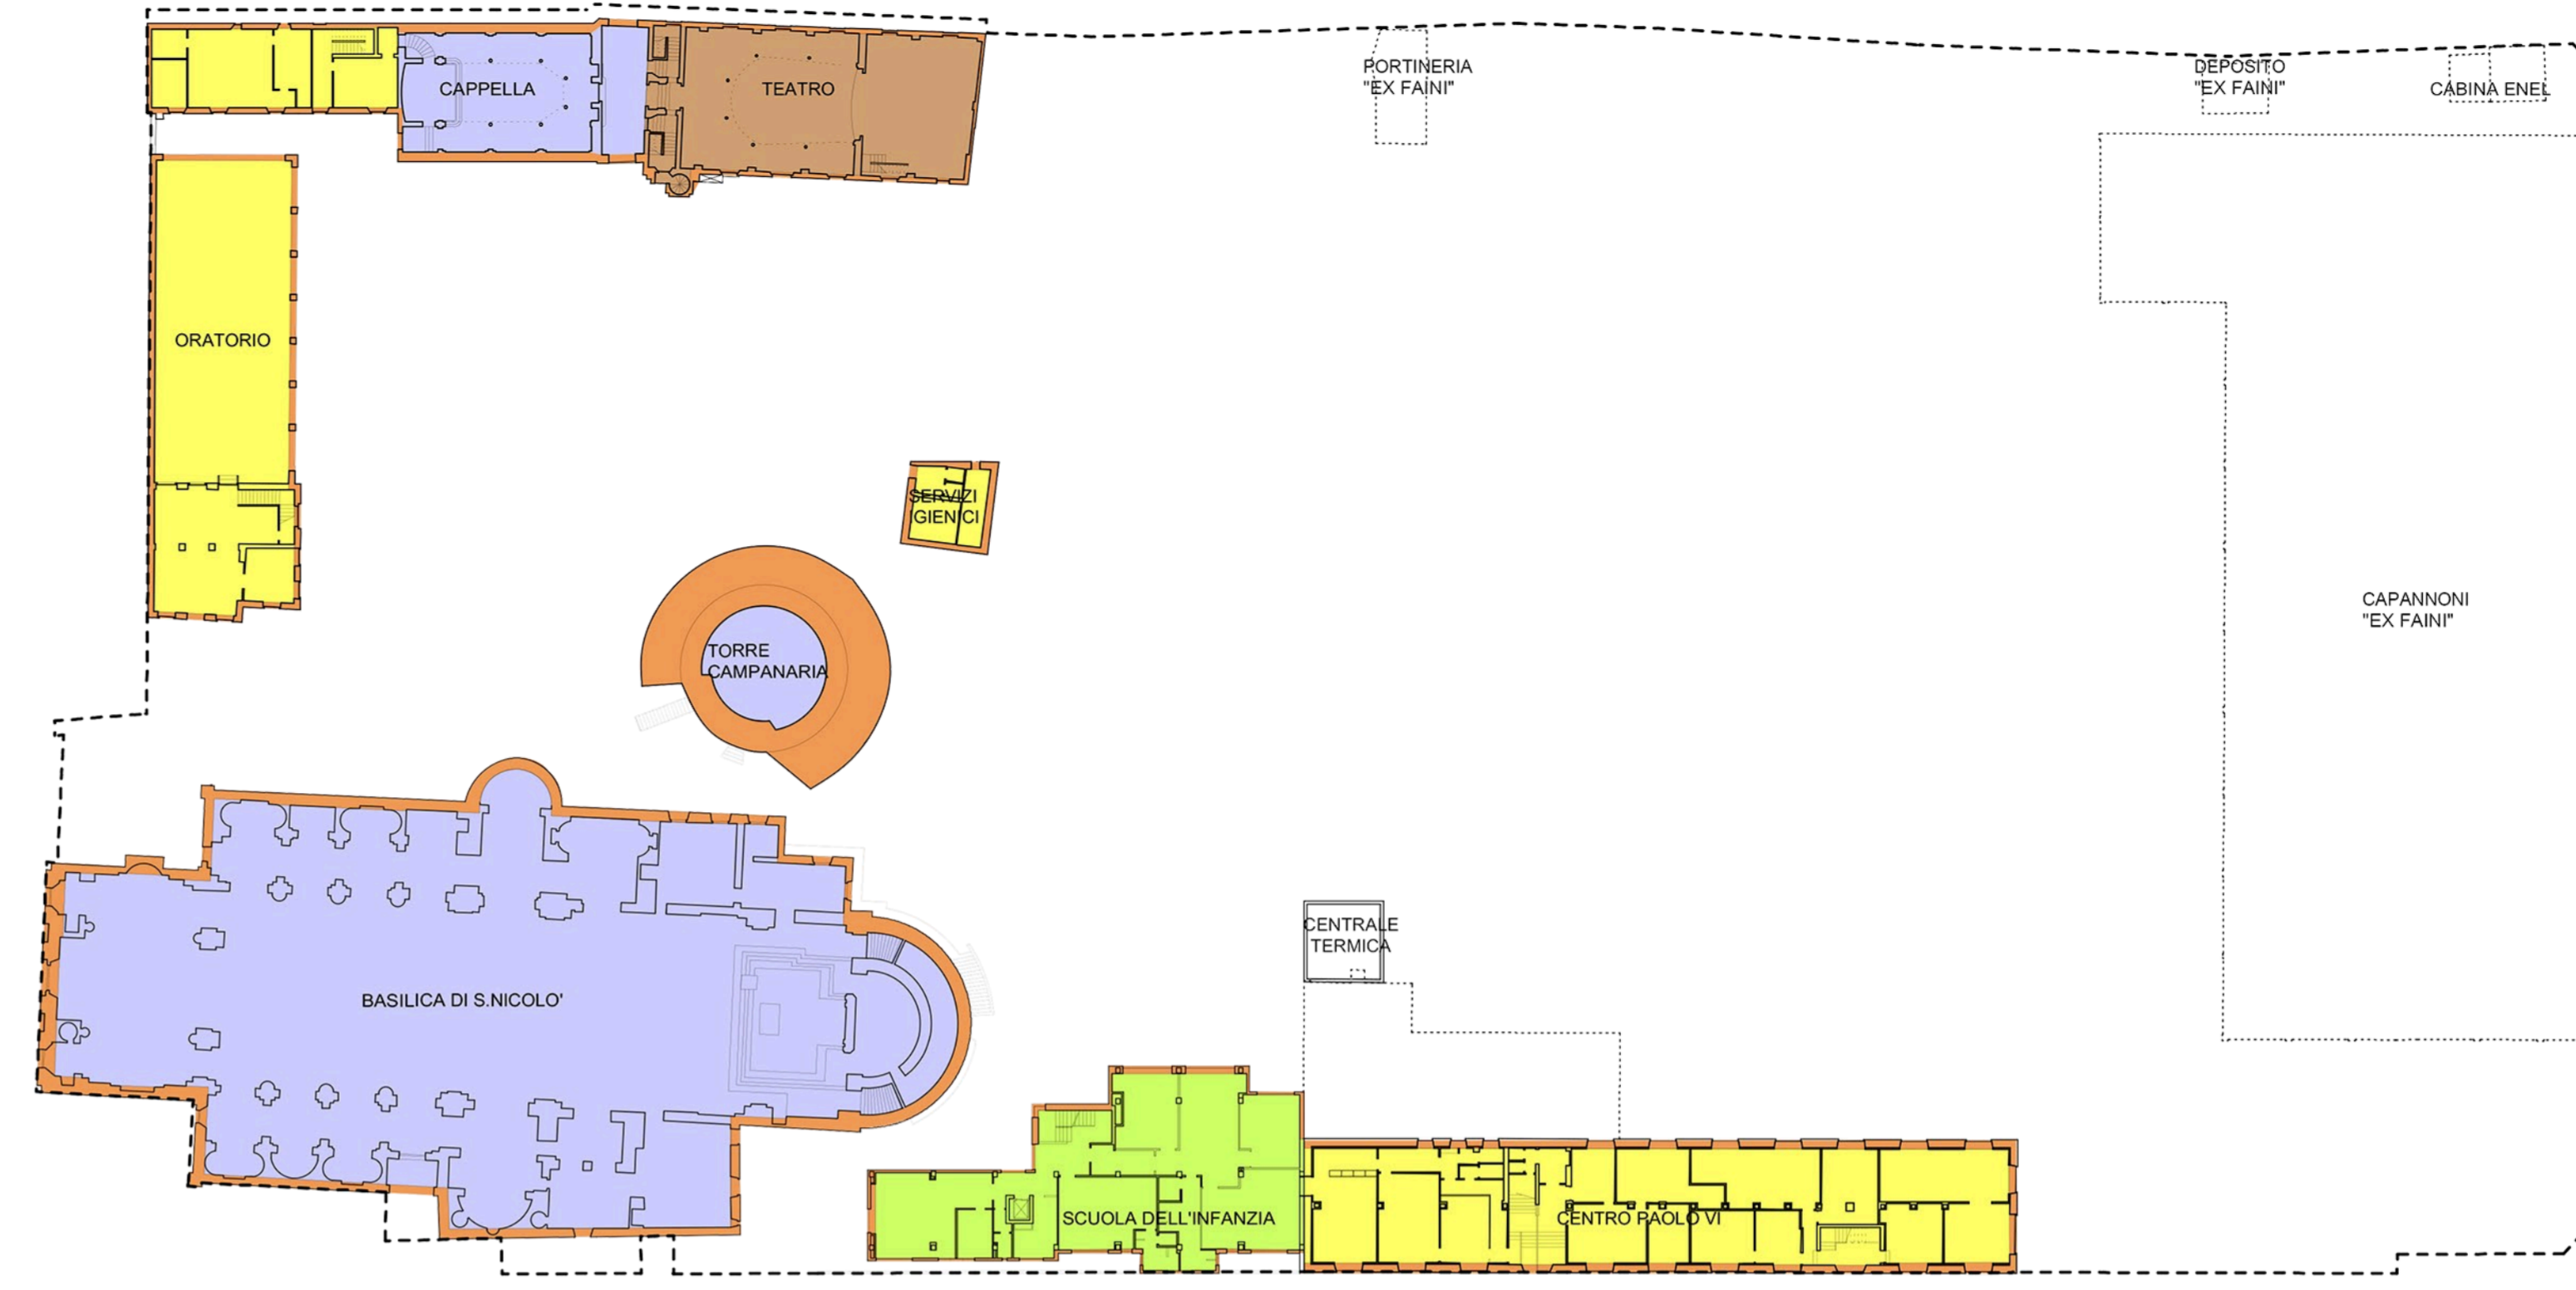 PORTINERIA
"EX FAINI"
DEPOSITO
"EX FAINI"
CABINA ENEL
CAPPELLA
TEATRO
ORATORIO
SERVIZI
IGIENICI
CAPANNONI
"EX FAINI"
TORRE
CAMPANARIA
CENTRALE
TERMICA
BASILICA DI S.NICOLO'
SCUOLA DELL'INFANZIA
CENTRO PAOLO VI